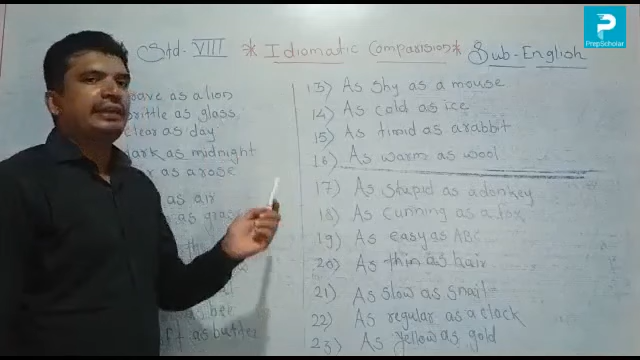 Std. VIII * Idiomatic Comparision * Sub-English
PrepScholar
brave as a lion
brittle as glass
clear as day
dark as midnight
as a rose
as air
as
as bee
as butter
13) As shy as a mouse
14) As cold as ice
15) As timid as a rabbit
16) As warm as wool
17) As stupid as a donkey
18) As cunning as a fox
19) As easy as ABC
20) As thin as hair
21) As slow as snail
22) As regular as a clock
23) As yellow as gold